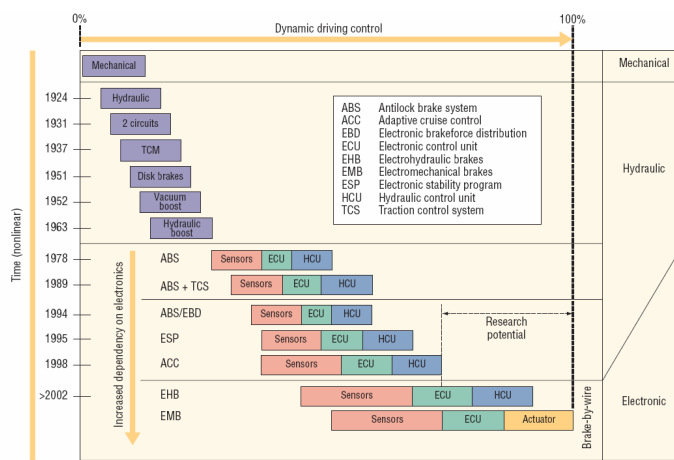 0%
Dynamic driving control
100%
Mechanical
Mechanical
1924
Hydraulic
1931
2 circuits
1937
TCM
1951
Disk brakes
1952
Vacuum
boost
1963
Hydraulic
boost
ABS Antilock brake system
ACC Adaptive cruise control
EBD Electronic brakeforce distribution
ECU Electronic control unit
EHB Electrohydraulic brakes
EMB Electromechanical brakes
ESP Electronic stability program
HCU Hydraulic control unit
TCS Traction control system
Hydraulic
Time (nonlinear)
Increased dependency on electronics
1978 ABS Sensors ECU HCU
1989 ABS + TCS Sensors ECU HCU
1994 ABS/EBD Sensors ECU HCU
1995 ESP Sensors ECU HCU
1998 ACC Sensors ECU HCU
Research
potential
>2002 EHB Sensors ECU HCU
EMB Sensors ECU Actuator
Brake-by-wire
Electronic